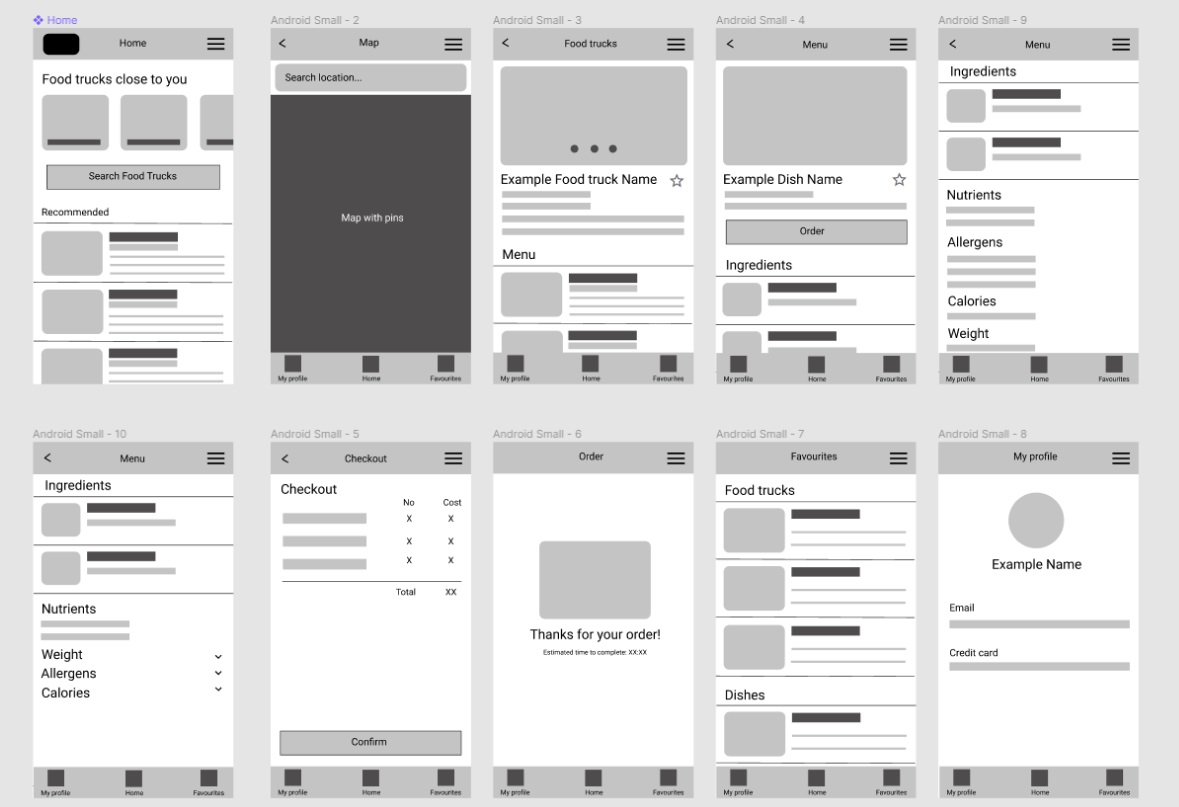 Home
Home
Food trucks close to you
Search Food Trucks
Recommended
Android Small - 2
<
Map
Search location...
Map with pins
My profile
Home
Favourites
Android Small - 3
<
Food trucks
Example Food truck Name
Menu
My profile
Home
Favourites
Android Small - 4
<
Menu
Example Dish Name
Order
Ingredients
My profile
Home
Favourites
Android Small - 9
<
Menu
Ingredients
Nutrients
Allergens
Calories
Weight
My profile
Home
Favourites
Android Small - 10
<
Menu
Ingredients
Nutrients
Weight
Allergens
Calories
My profile
Home
Favourites
Android Small - 5
<
Checkout
Checkout
No Cost
X X
X X
X X
Total XX
Confirm
My profile
Home
Favourites
Android Small - 6
Order
Thanks for your order!
Estimated time to complete: XX:XX
My profile
Home
Favourites
Android Small - 7
Favourites
Food trucks
Dishes
My profile
Home
Favourites
Android Small - 8
My profile
Example Name
Email
Credit card
My profile
Home
Favourites